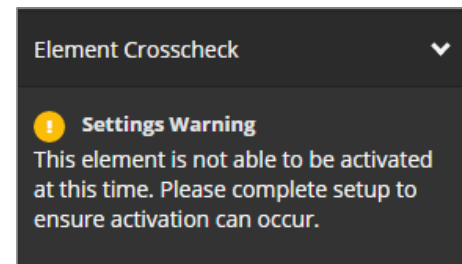 Element Crosscheck
Settings Warning
This element is not able to be activated
at this time. Please complete setup to
ensure activation can occur.